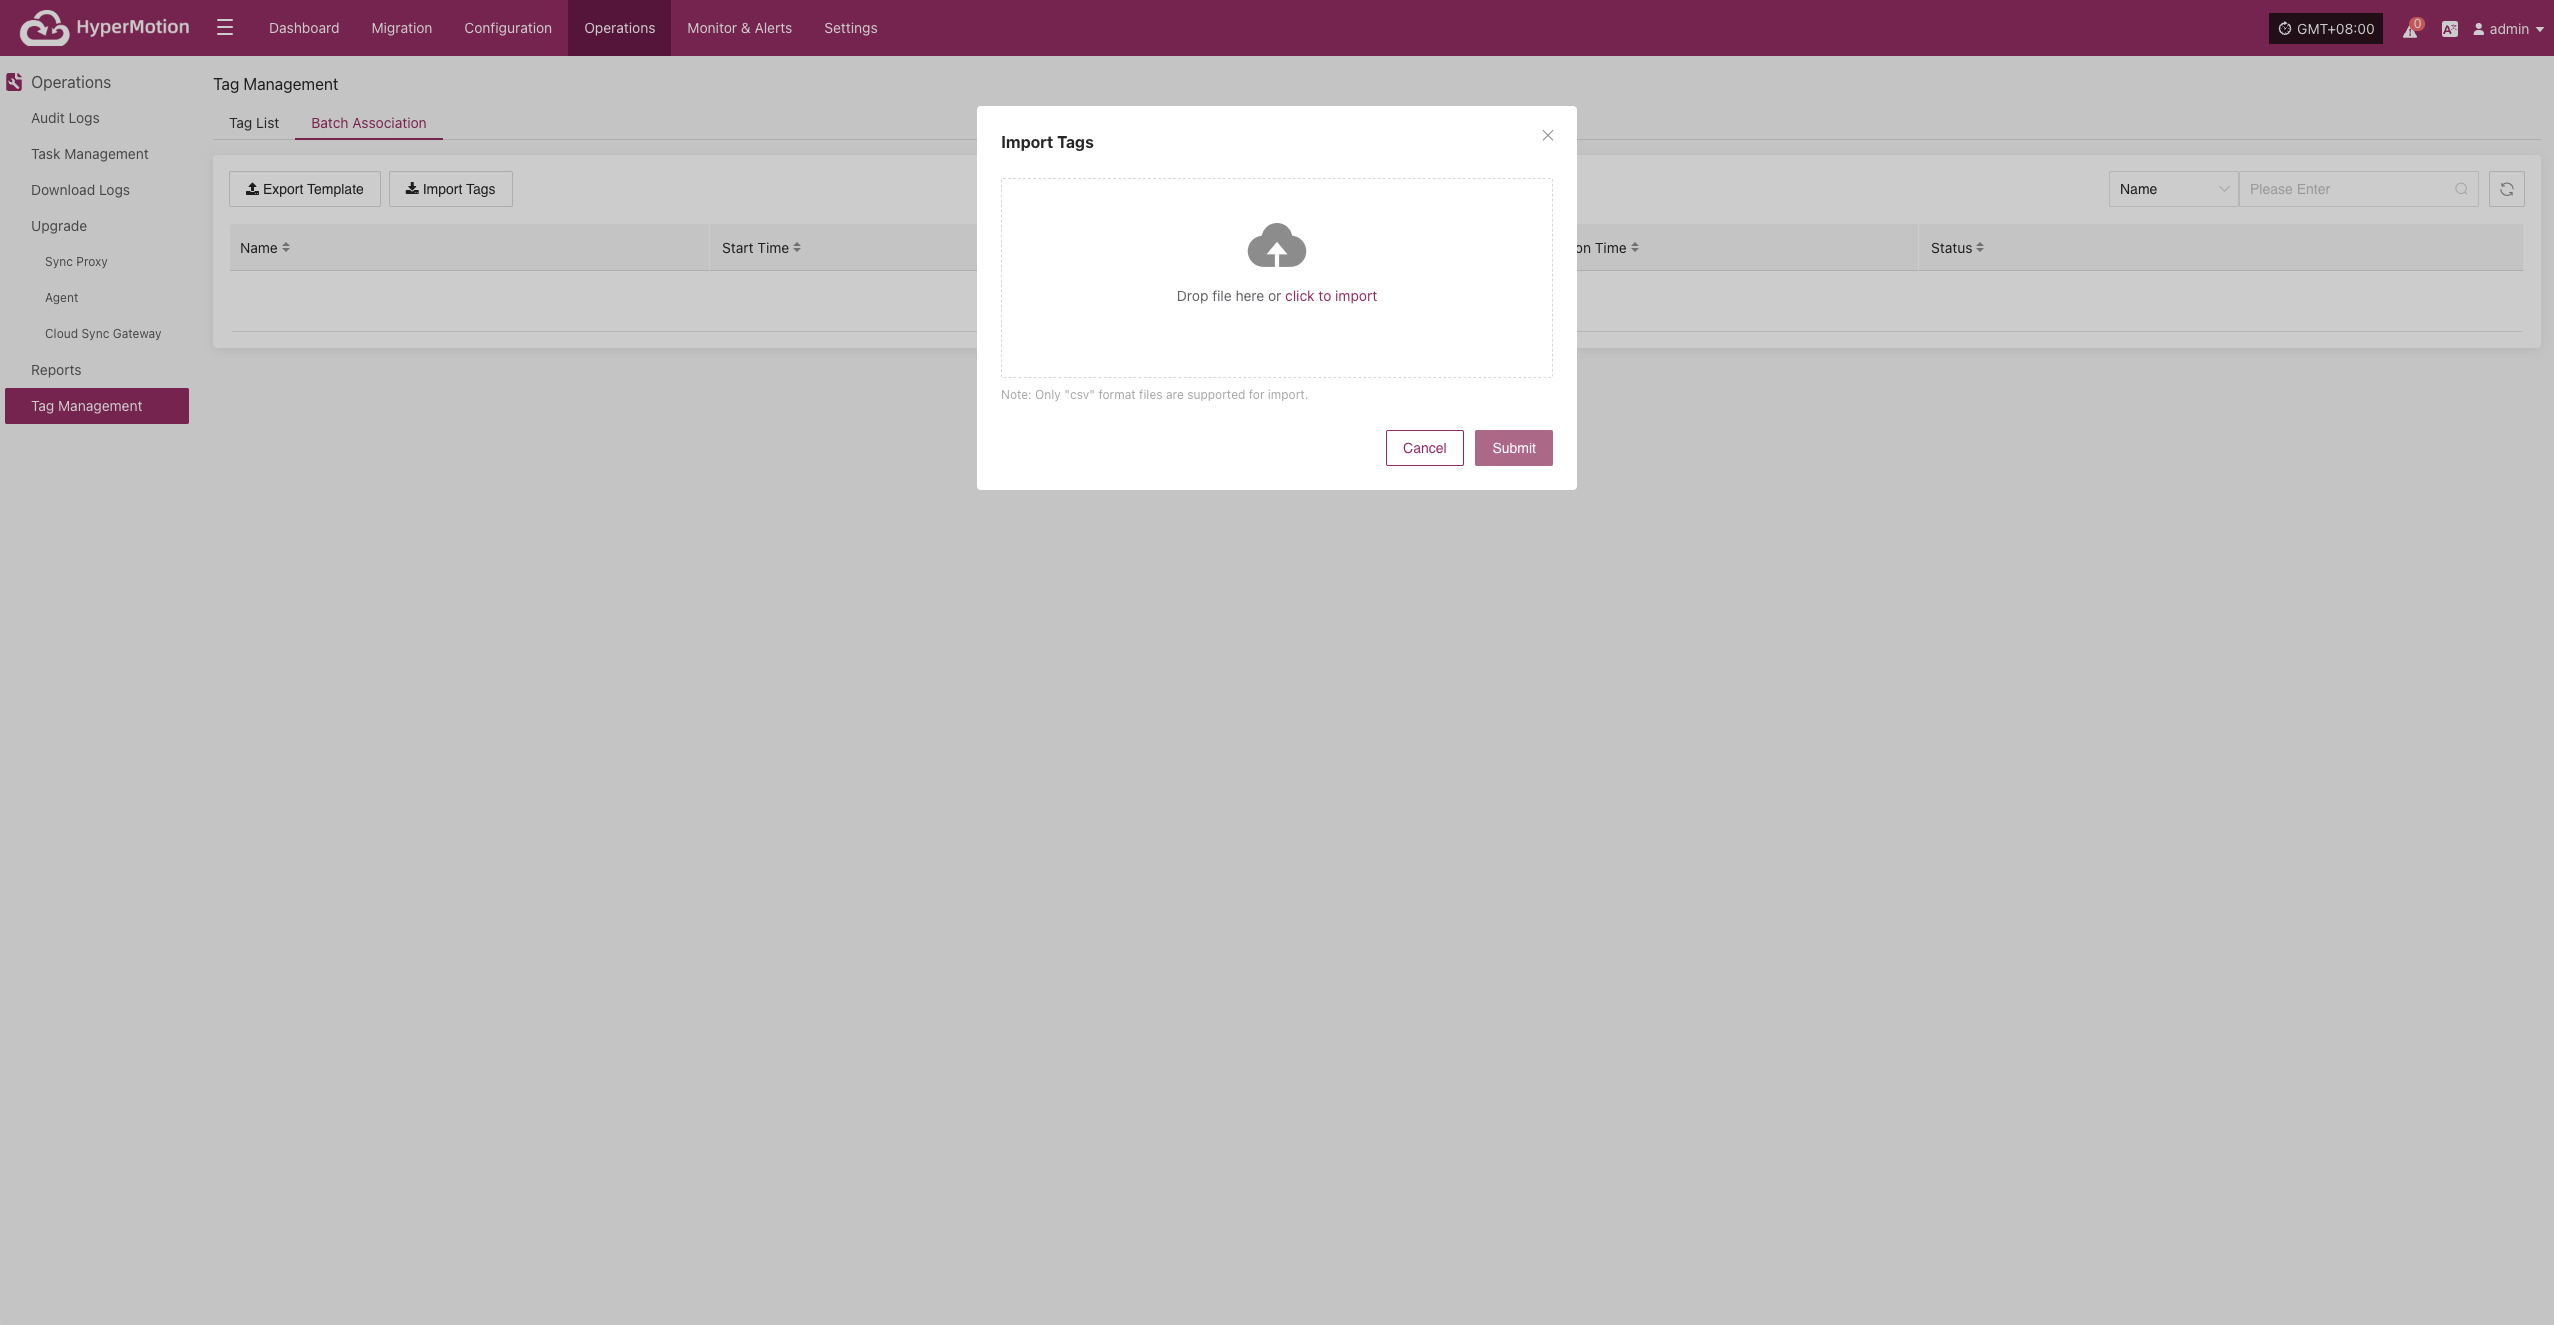 HyperMotion Dashboard Migration Configuration Operations Monitor & Alerts Settings GMT+08:00 0 admin
Operations
Audit Logs
Task Management
Download Logs
Upgrade
Sync Proxy
Agent
Cloud Sync Gateway
Reports
Tag Management
Tag Management
Tag List Batch Association
Export Template Import Tags Name Please Enter
Name Start Time on Time Status
Import Tags
Drop file here or click to import
Note: Only "csv" format files are supported for import.
Cancel Submit